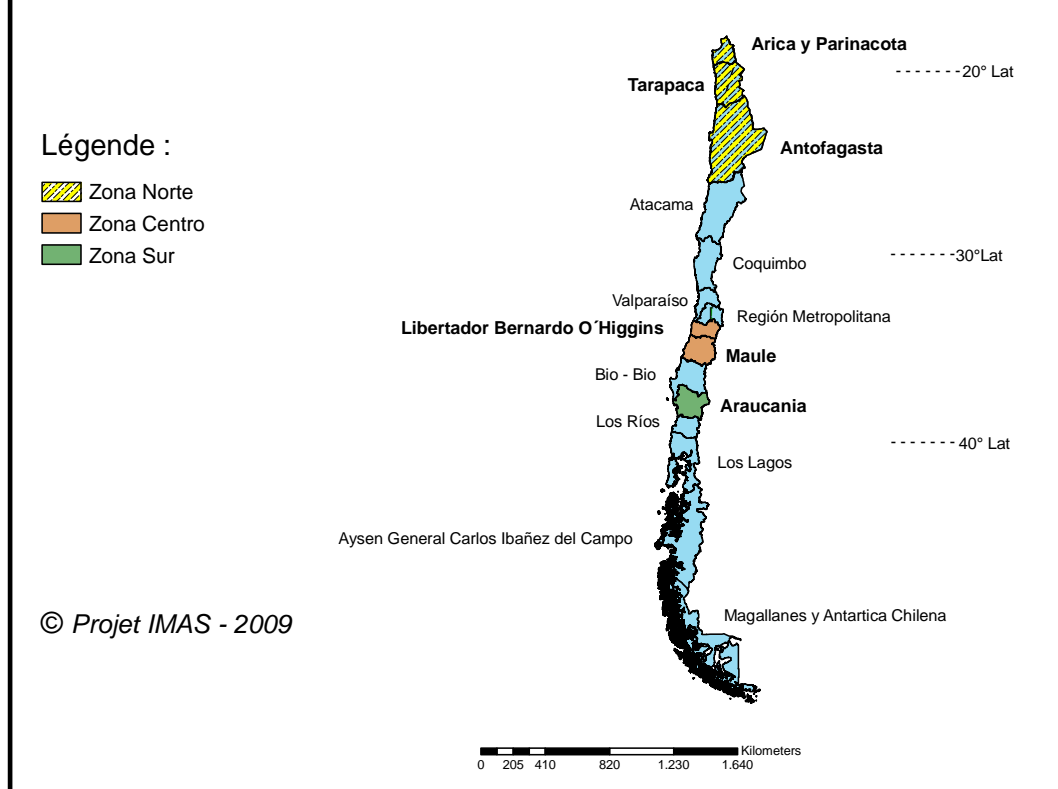 Arica y Parinacota
20° Lat
Tarapaca
Légende :
Antofagasta
Zona Norte
Atacama
Zona Centro
Zona Sur
30°Lat
Coquimbo
Valparaíso
Región Metropolitana
Libertador Bernardo O´Higgins
Maule
Bio - Bio
Araucania
Los Ríos
40° Lat
Los Lagos
Aysen General Carlos Ibañez del Campo
Magallanes y Antartica Chilena
© Projet IMAS - 2009
Kilometers
0 205 410 820 1.230 1.640